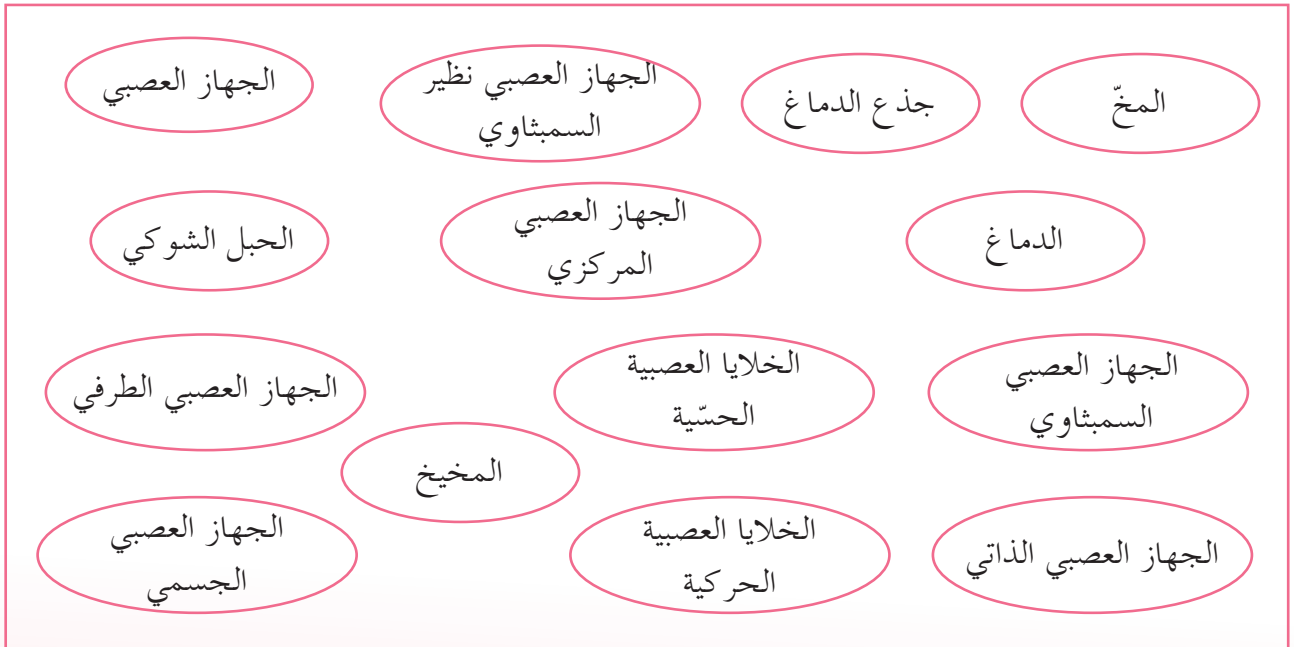 المخّ
جذع الدماغ
الجهاز العصبي نظير
السمبثاوي
الجهاز العصبي
الدماغ
الجهاز العصبي
المركزي
الحبل الشوكي
الجهاز العصبي
السمبثاوي
الخلايا العصبية
الحسّية
الجهاز العصبي الطرفي
المخيخ
الجهاز العصبي الذاتي
الخلايا العصبية
الحركية
الجهاز العصبي
الجسمي